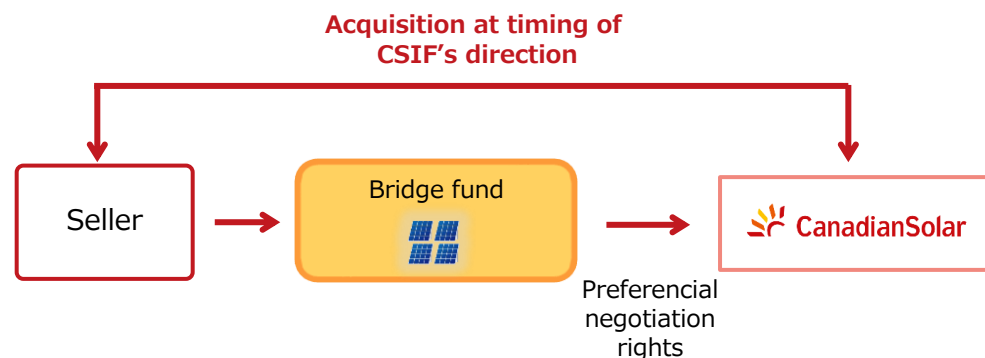 Acquisition at timing of
CSIF’s direction
Seller
Bridge fund
CanadianSolar
Preferencial
negotiation
rights